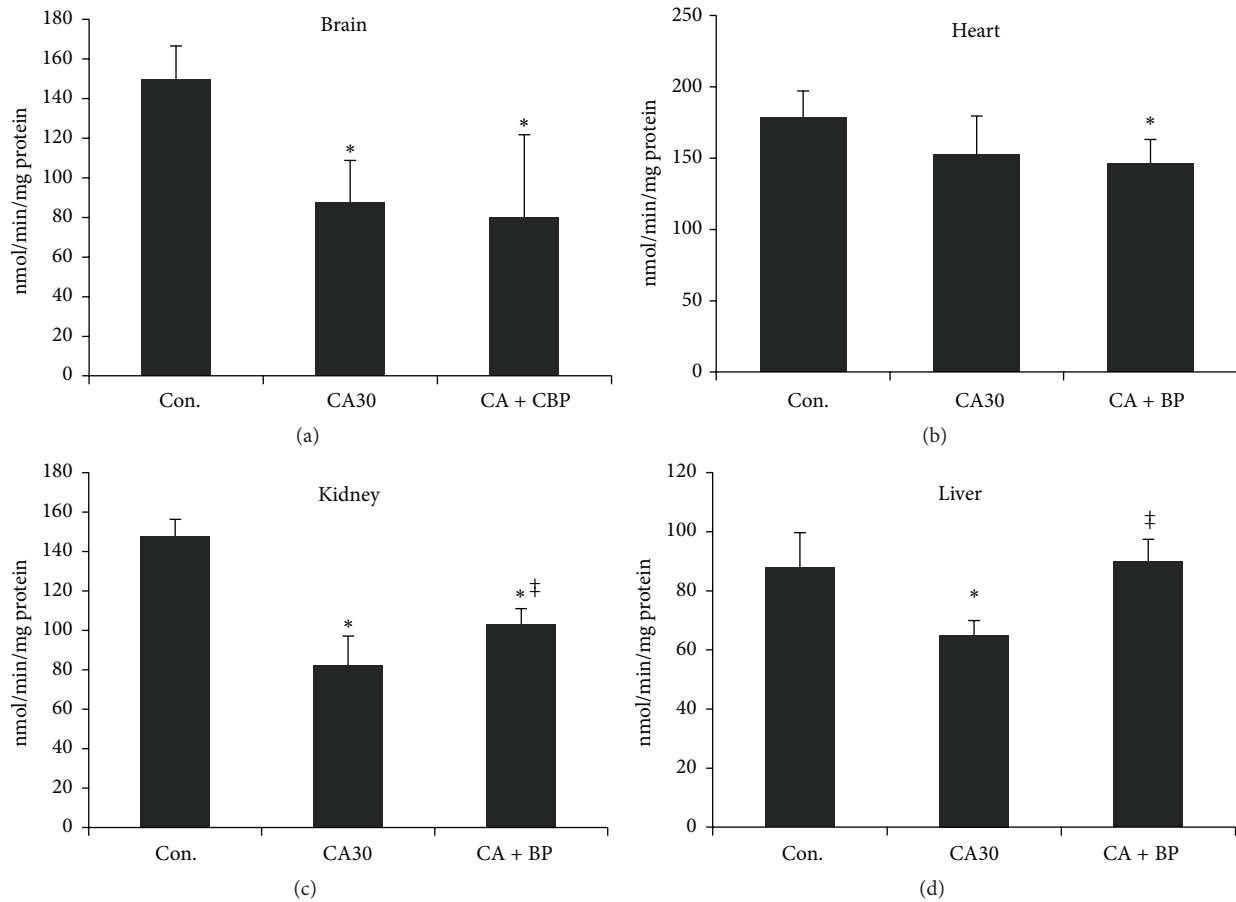 Brain
nmol/min/mg protein
180
160
140
120
100
80
60
40
20
0
*
*
Con.
CA30
CA + CBP
(a)
Heart
nmol/min/mg protein
250
200
150
100
50
0
*
Con.
CA30
CA + BP
(b)
Kidney
nmol/min/mg protein
180
160
140
120
100
80
60
40
20
0
*
* ‡
Con.
CA30
CA + BP
(c)
Liver
nmol/min/mg protein
120
100
80
60
40
20
0
*
‡
Con.
CA30
CA + BP
(d)